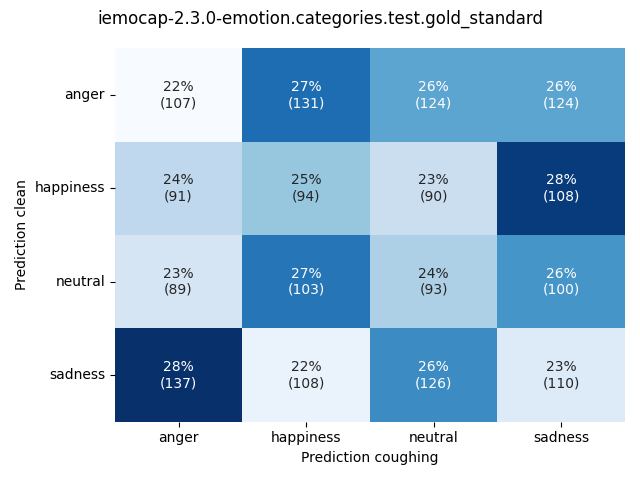 iemocap-2.3.0-emotion.categories.test.gold_standard
Prediction clean
anger
22%
(107)
27%
(131)
26%
(124)
26%
(124)
happiness
24%
(91)
25%
(94)
23%
(90)
28%
(108)
neutral
23%
(89)
27%
(103)
24%
(93)
26%
(100)
sadness
28%
(137)
22%
(108)
26%
(126)
23%
(110)
anger
happiness
neutral
sadness
Prediction coughing